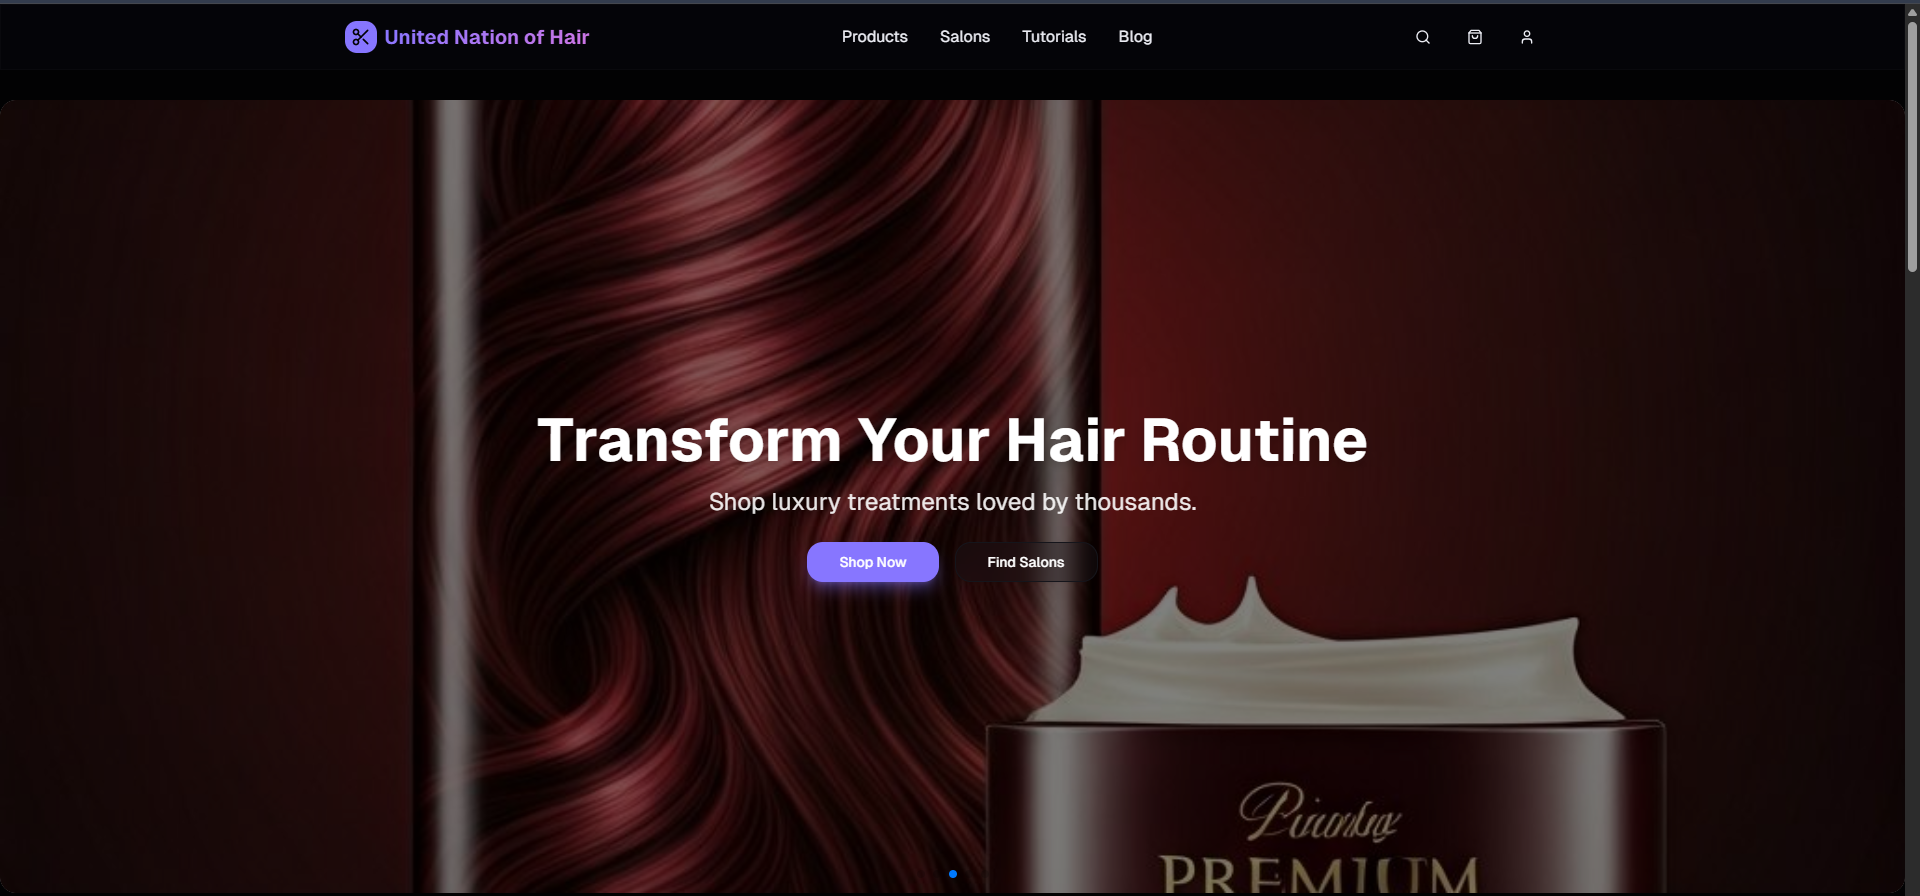 United Nation of Hair
Products
Salons
Tutorials
Blog
Transform Your Hair Routine
Shop luxury treatments loved by thousands.
Shop Now
Find Salons
PREMIUM